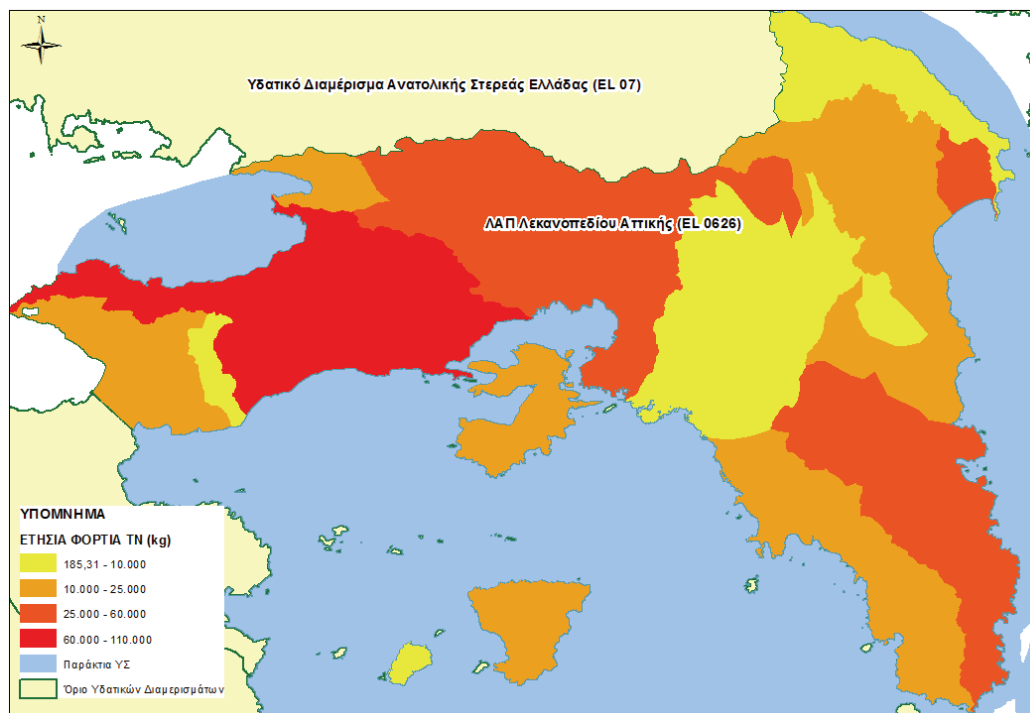 N
Υδατικό Διαμέρισμα Ανατολικής Στερεάς Ελλάδας (EL 07)
ΛΑΠ Λεκανοπεδίου Αττικής (EL 0626)
ΥΠΟΜΝΗΜΑ
ΕΤΗΣΙΑ ΦΟΡΤΙΑ TN (kg)
185,31 - 10.000
10.000 - 25.000
25.000 - 60.000
60.000 - 110.000
Παράκτια ΥΣ
Όριο Υδατικών Διαμερισμάτων